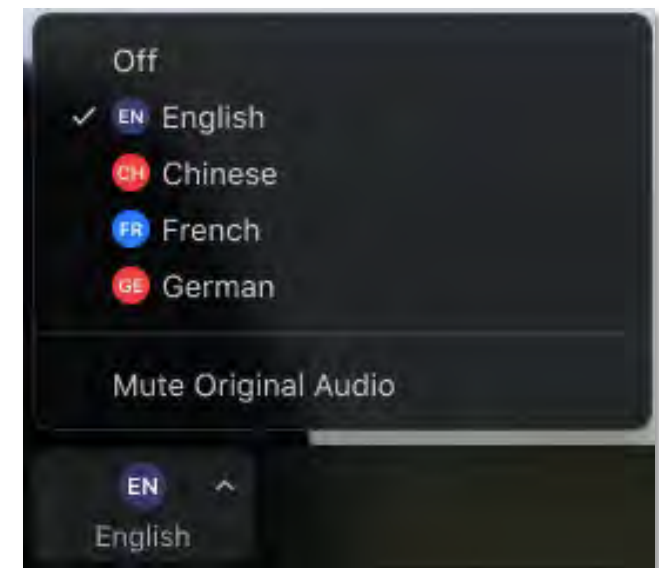 Off
EN English
CH Chinese
FR French
GE German
Mute Original Audio
EN
English